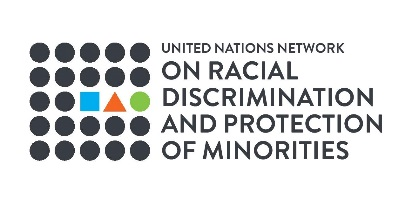 UNITED NATIONS NETWORK
ON RACIAL
DISCRIMINATION
AND PROTECTION
OF MINORITIES